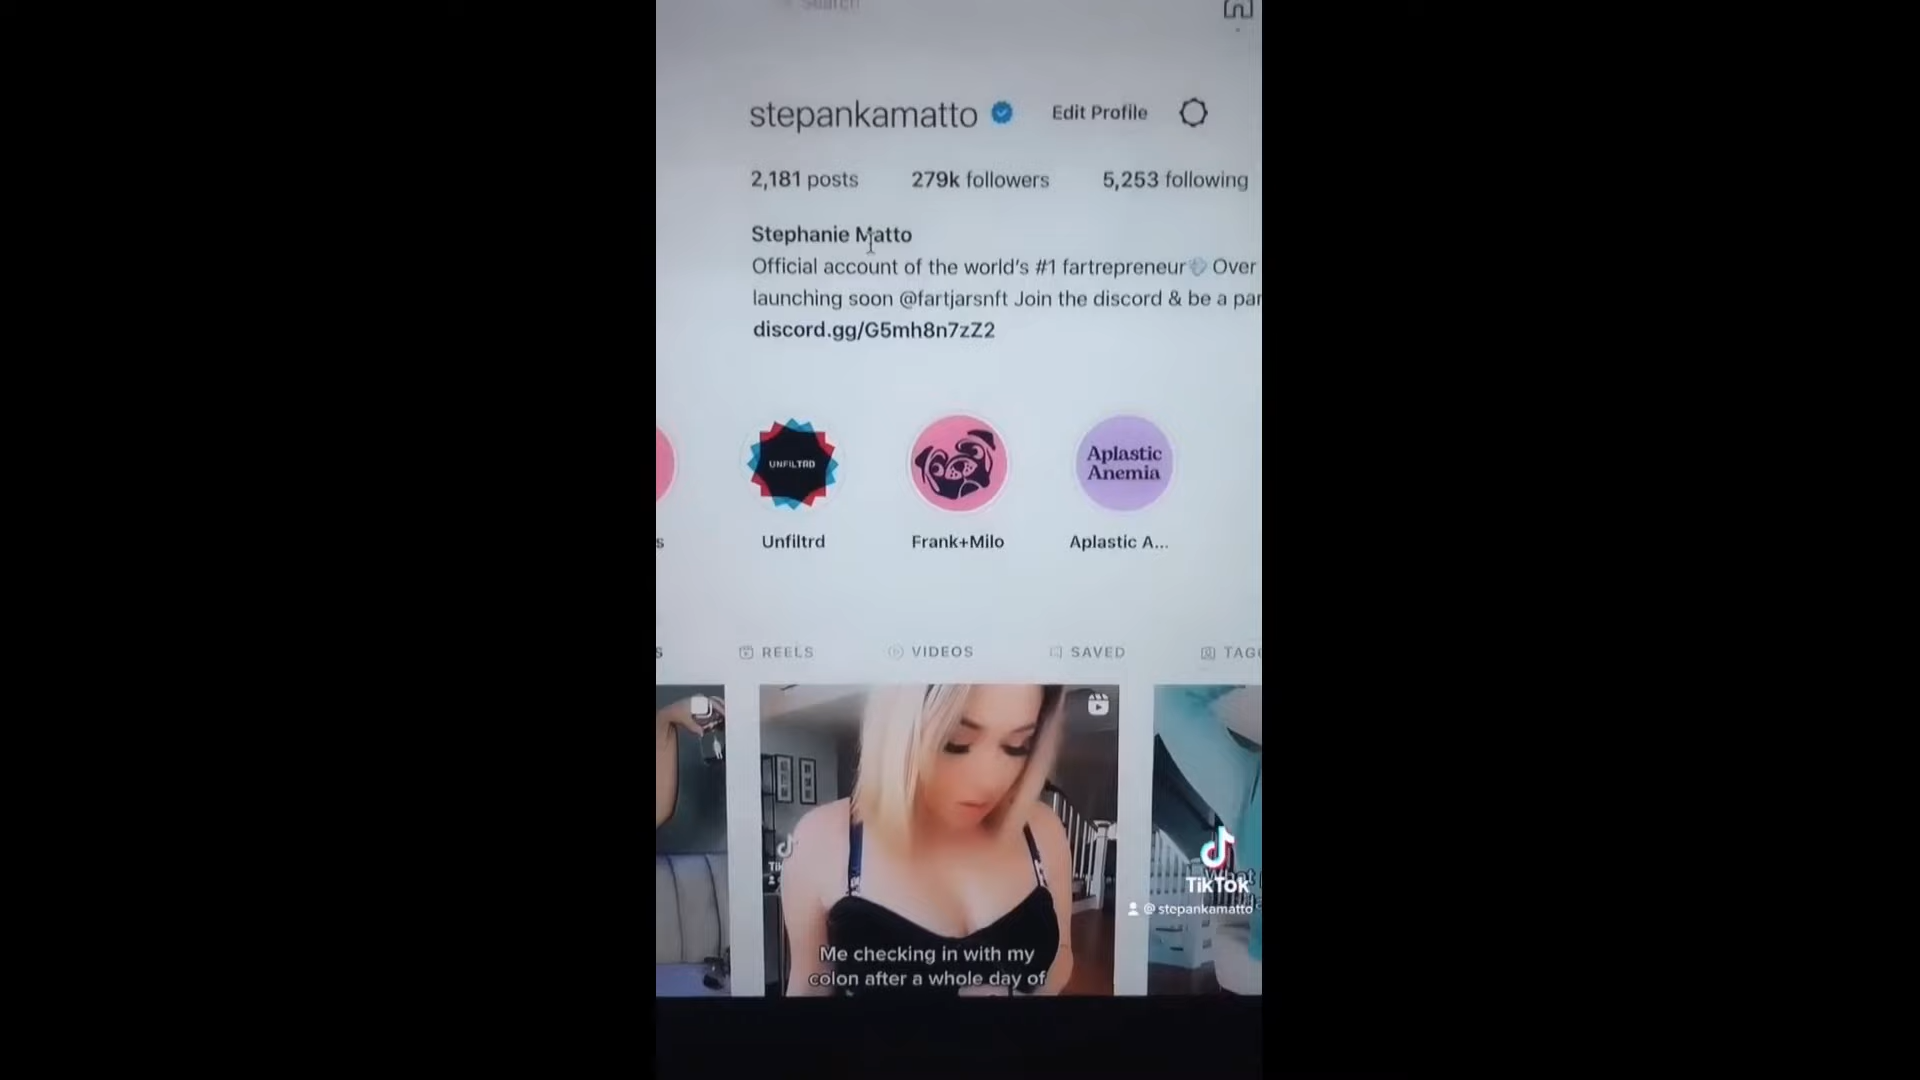 Search
stepankamatto Edit Profile
2,181 posts 279k followers 5,253 following
Stephanie Matto
Official account of the world's #1 fartrepreneur💨 Over
launching soon @fartjarsnft Join the discord & be a par
discord.gg/G5mh8n7zZ2
UNFILTRD
Aplastic
Anemia
s Unfiltrd Frank+Milo Aplastic A...
S REELS VIDEOS SAVED TAGG
Me checking in with my
colon after a whole day of
TikTok
@stepankamatto